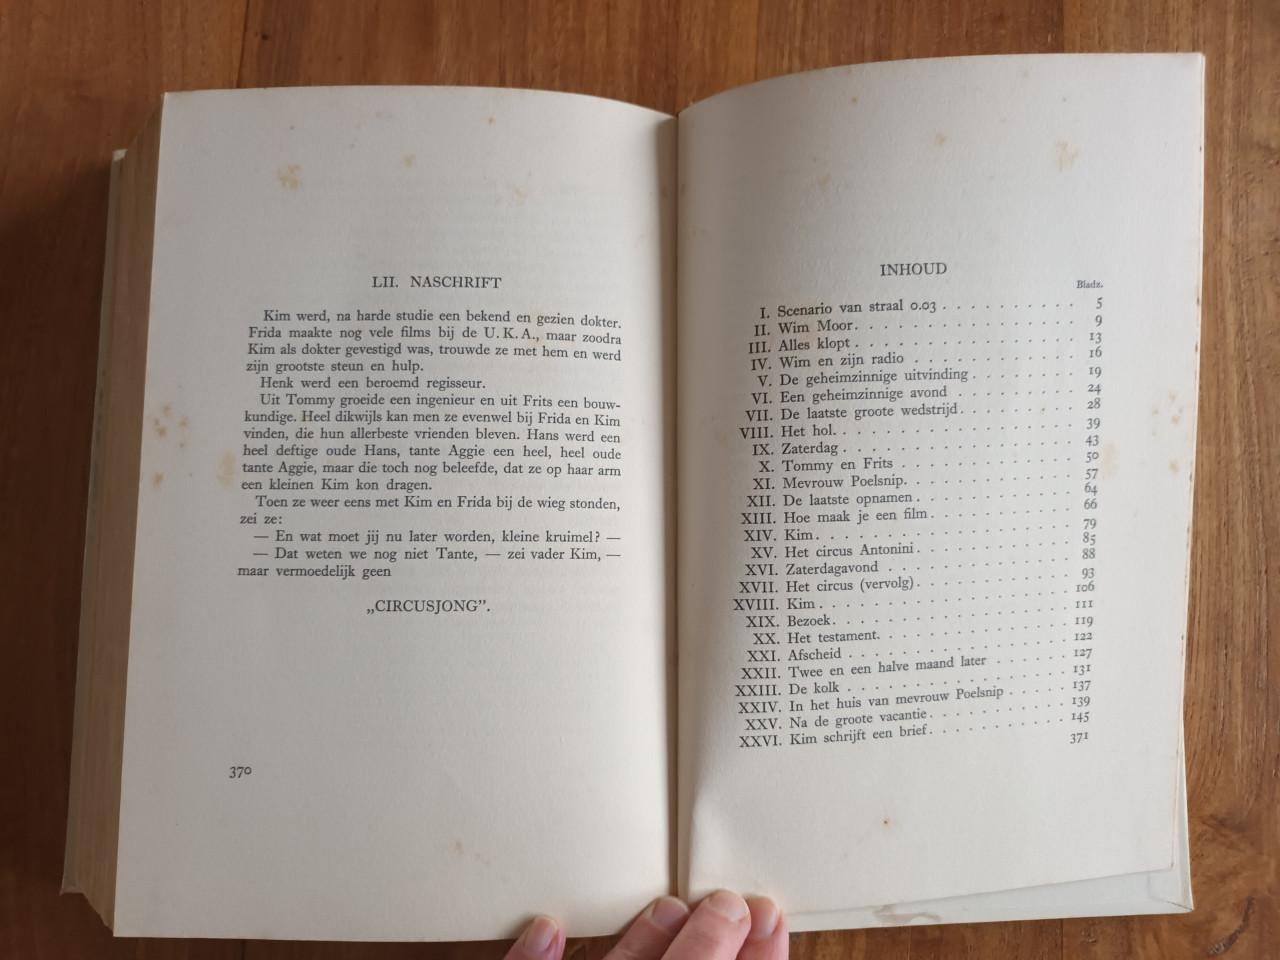 LII. NASCHRIFT
Kim werd, na harde studie een bekend en gezien dokter.
Frida maakte nog vele films bij de U.K.A., maar zoodra
Kim als dokter gevestigd was, trouwde ze met hem en werd
zijn grootste steun en hulp.
Henk werd een beroemd regisseur.
Uit Tommy groeide een ingenieur en uit Frits een bouw-
kundige. Heel dikwijls kan men ze evenwel bij Frida en Kim
vinden, die hun allerbeste vrienden bleven. Hans werd een
heel deftige oude Hans, tante Aggie een heel, heel oude
tante Aggie, maar die toch nog beleefde, dat ze op haar arm
een kleinen Kim kon dragen.
Toen ze weer eens met Kim en Frida bij de wieg stonden,
zei ze:
— En wat moet jij nu later worden, kleine kruimel? —
— Dat weten we nog niet Tante, — zei vader Kim, —
maar vermoedelijk geen
„CIRCUSJONG”.
370
INHOUD
Bladz.
I. Scenario van straal 0.03 . . . . . . . . . . 5
II. Wim Moor. . . . . . . . . . . . . . . 9
III. Alles klopt . . . . . . . . . . . . . . . 13
IV. Wim en zijn radio . . . . . . . . . . . 16
V. De geheimzinnige uitvinding . . . . . . . . 19
VI. Een geheimzinnige avond . . . . . . . . . 24
VII. De laatste groote wedstrijd . . . . . . . . . 28
VIII. Het hol. . . . . . . . . . . . . . . . . 39
IX. Zaterdag . . . . . . . . . . . . . . . . 43
X. Tommy en Frits . . . . . . . . . . . . 50
XI. Mevrouw Poelsnip. . . . . . . . . . . . 57
XII. De laatste opnamen . . . . . . . . . . . 64
XIII. Hoe maak je een film. . . . . . . . . . . 66
XIV. Kim. . . . . . . . . . . . . . . . . . 79
XV. Het circus Antonini . . . . . . . . . . . 85
XVI. Zaterdagavond . . . . . . . . . . . . . 88
XVII. Het circus (vervolg) . . . . . . . . . . . 93
XVIII. Kim . . . . . . . . . . . . . . . . . . 106
XIX. Bezoek. . . . . . . . . . . . . . . . . 111
XX. Het testament. . . . . . . . . . . . . . 119
XXI. Afscheid . . . . . . . . . . . . . . . . 122
XXII. Twee en een halve maand later . . . . . . 127
XXIII. De kolk . . . . . . . . . . . . . . . . 131
XXIV. In het huis van mevrouw Poelsnip . . . . . 137
XXV. Na de groote vacantie . . . . . . . . . . 139
XXVI. Kim schrijft een brief. . . . . . . . . . . 145
371